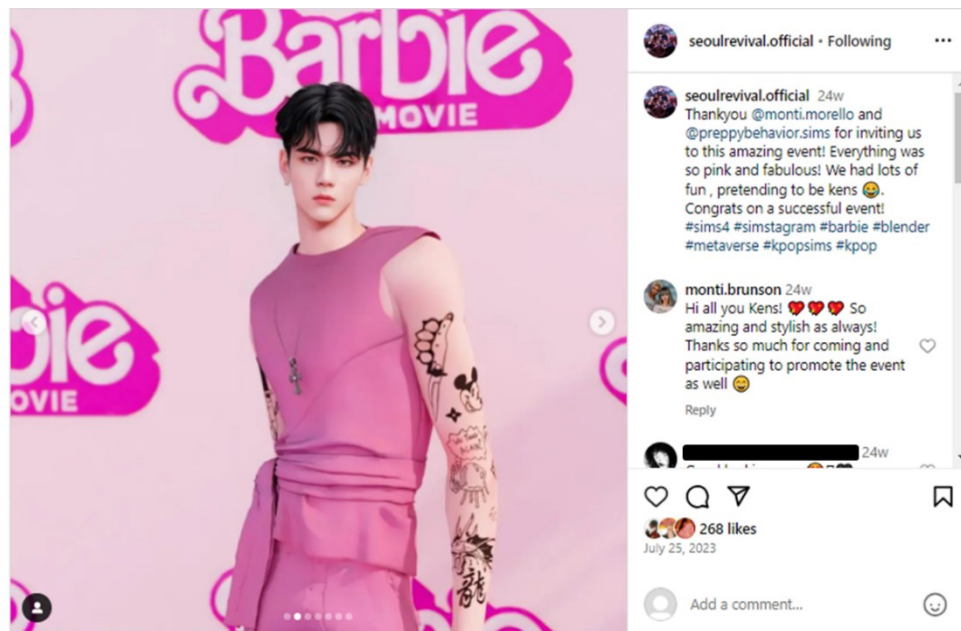 Barbie
MOVIE
bie
OVIE
seoulrevival.official • Following
seoulrevival.official 24w
Thankyou @monti.morello and
@preppybehavior.sims for inviting us
to this amazing event! Everything was
so pink and fabulous! We had lots of
fun , pretending to be kens 😂.
Congrats on a successful event!
#sims4 #simstagram #barbie #blender
#metaverse #kpopsims #kpop
monti.brunson 24w
Hi all you Kens! 💖💖💖 So
amazing and stylish as always!
Thanks so much for coming and
participating to promote the event
as well 😄
Reply
24w
268 likes
July 25, 2023
Add a comment...
龍